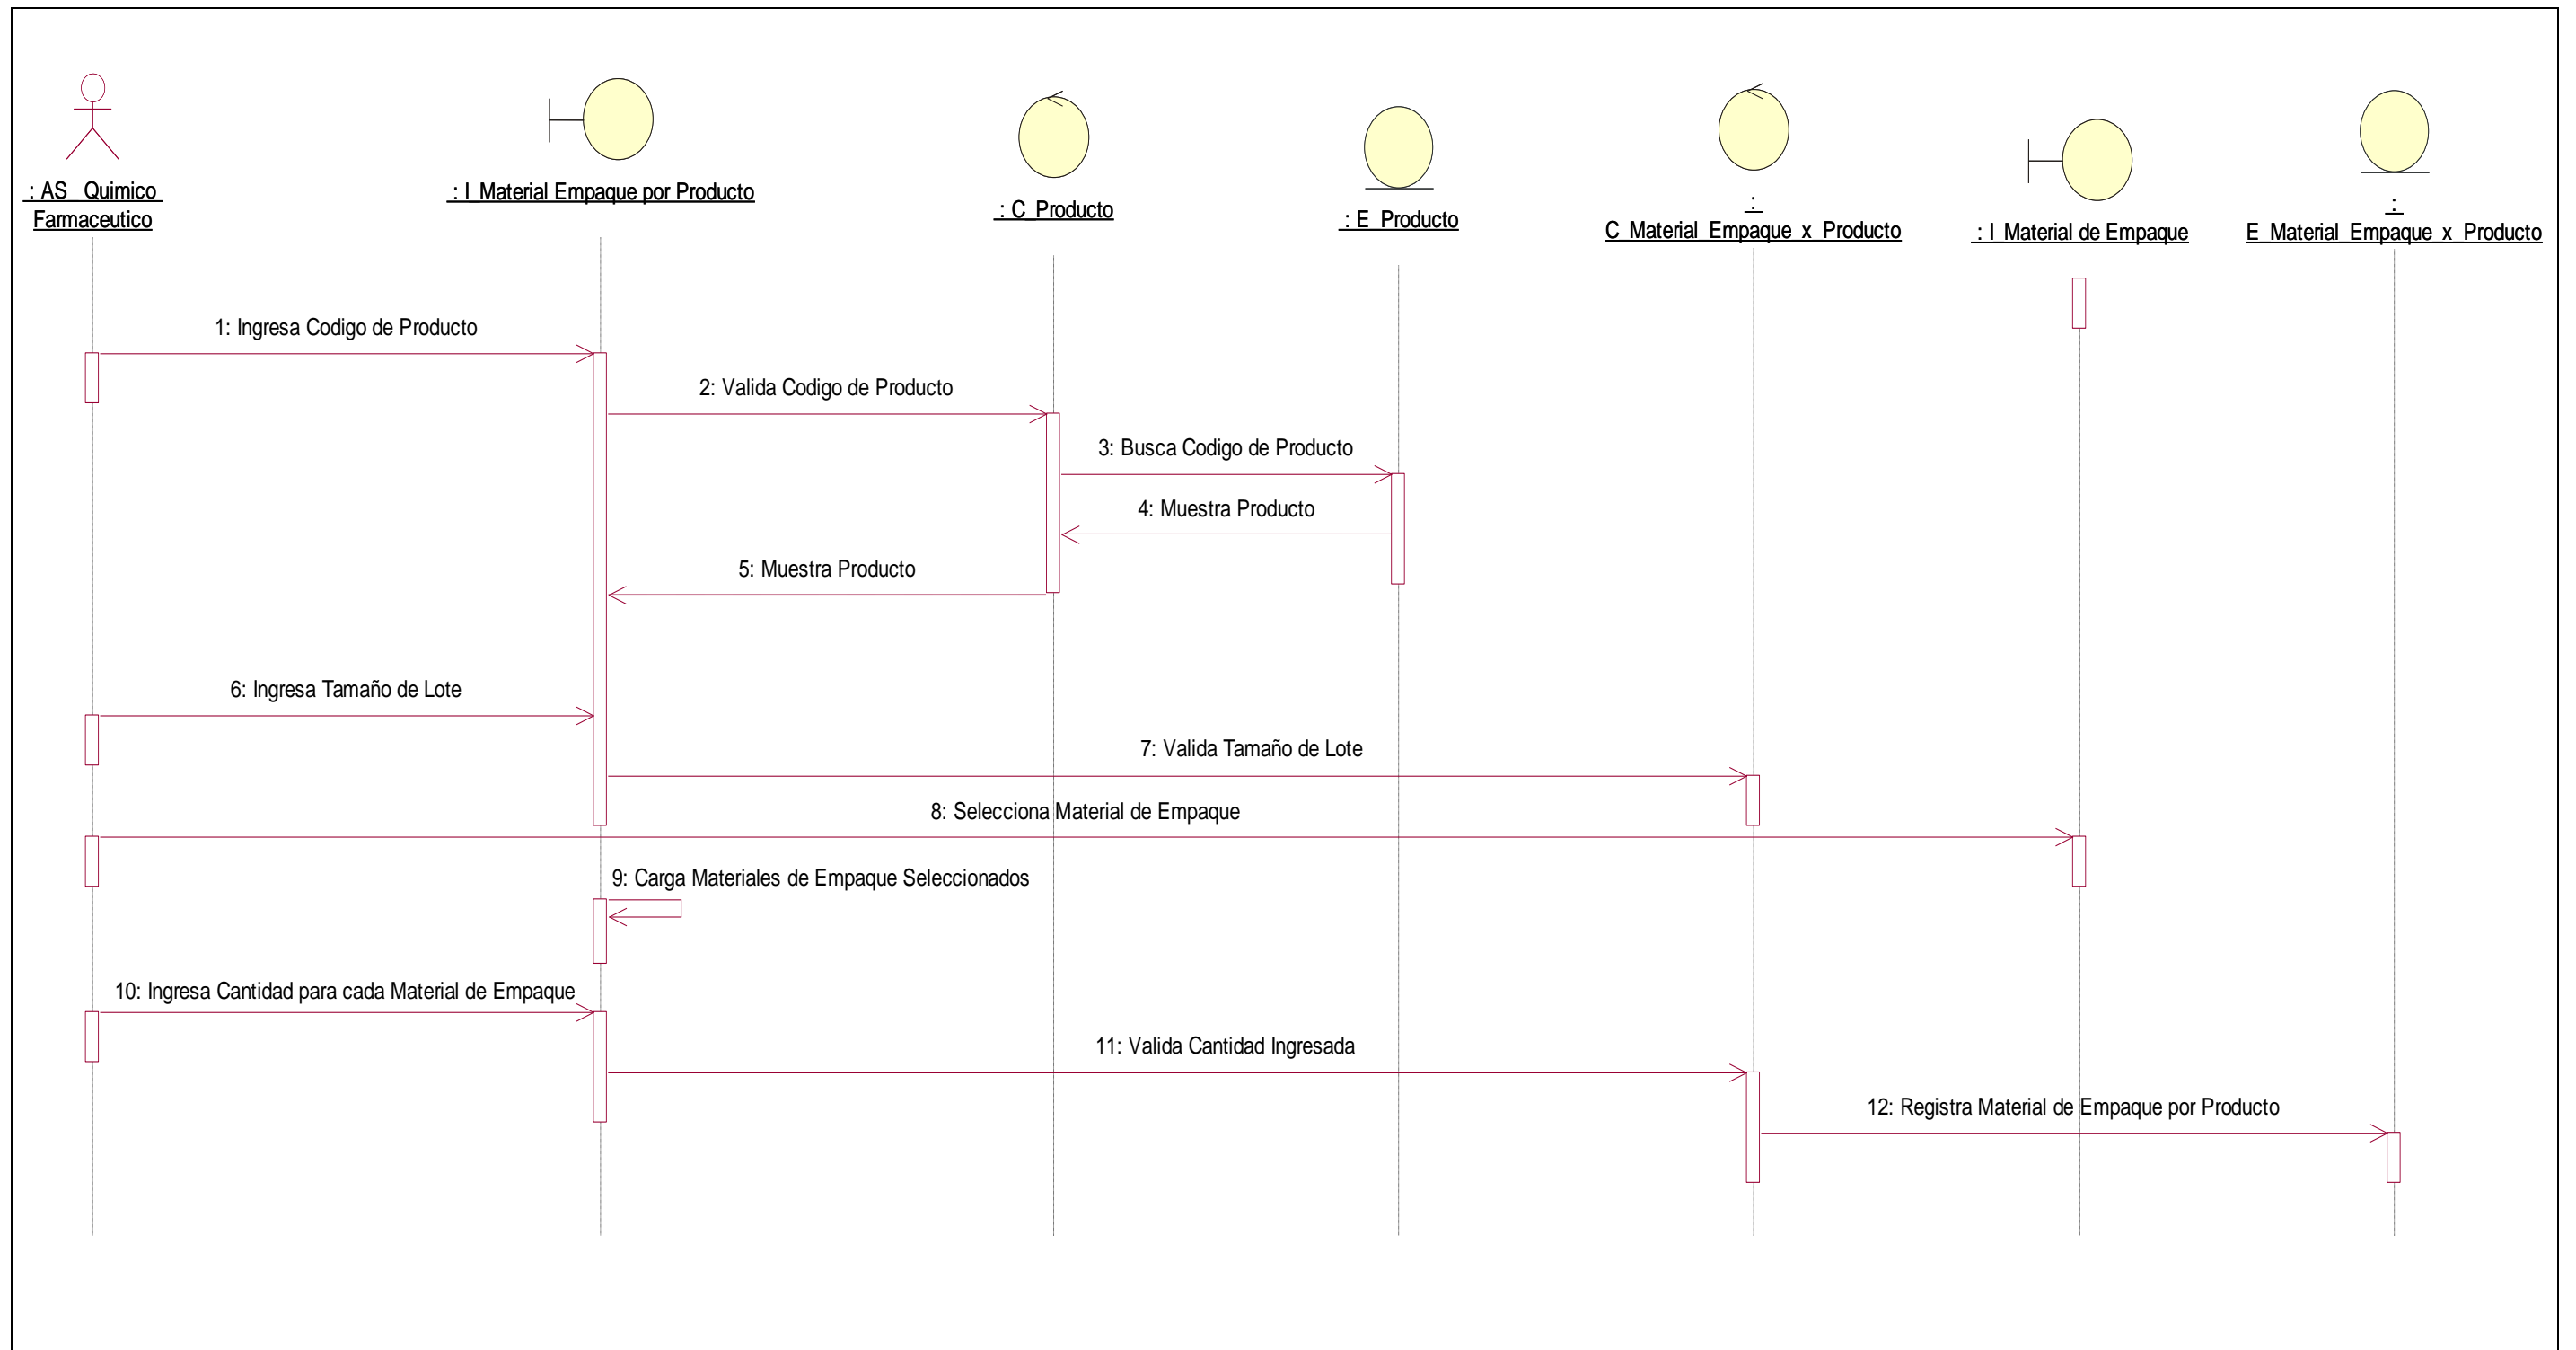 : AS_ Quimico
Farmaceutico
: I_Material Empaque por Producto
: C_Producto
: E_Producto
:
C_Material_Empaque_x_Producto
: I_Material de Empaque
:
E_Material_Empaque_x_Producto
1: Ingresa Codigo de Producto
2: Valida Codigo de Producto
3: Busca Codigo de Producto
4: Muestra Producto
5: Muestra Producto
6: Ingresa Tamaño de Lote
7: Valida Tamaño de Lote
8: Selecciona Material de Empaque
9: Carga Materiales de Empaque Seleccionados
10: Ingresa Cantidad para cada Material de Empaque
11: Valida Cantidad Ingresada
12: Registra Material de Empaque por Producto